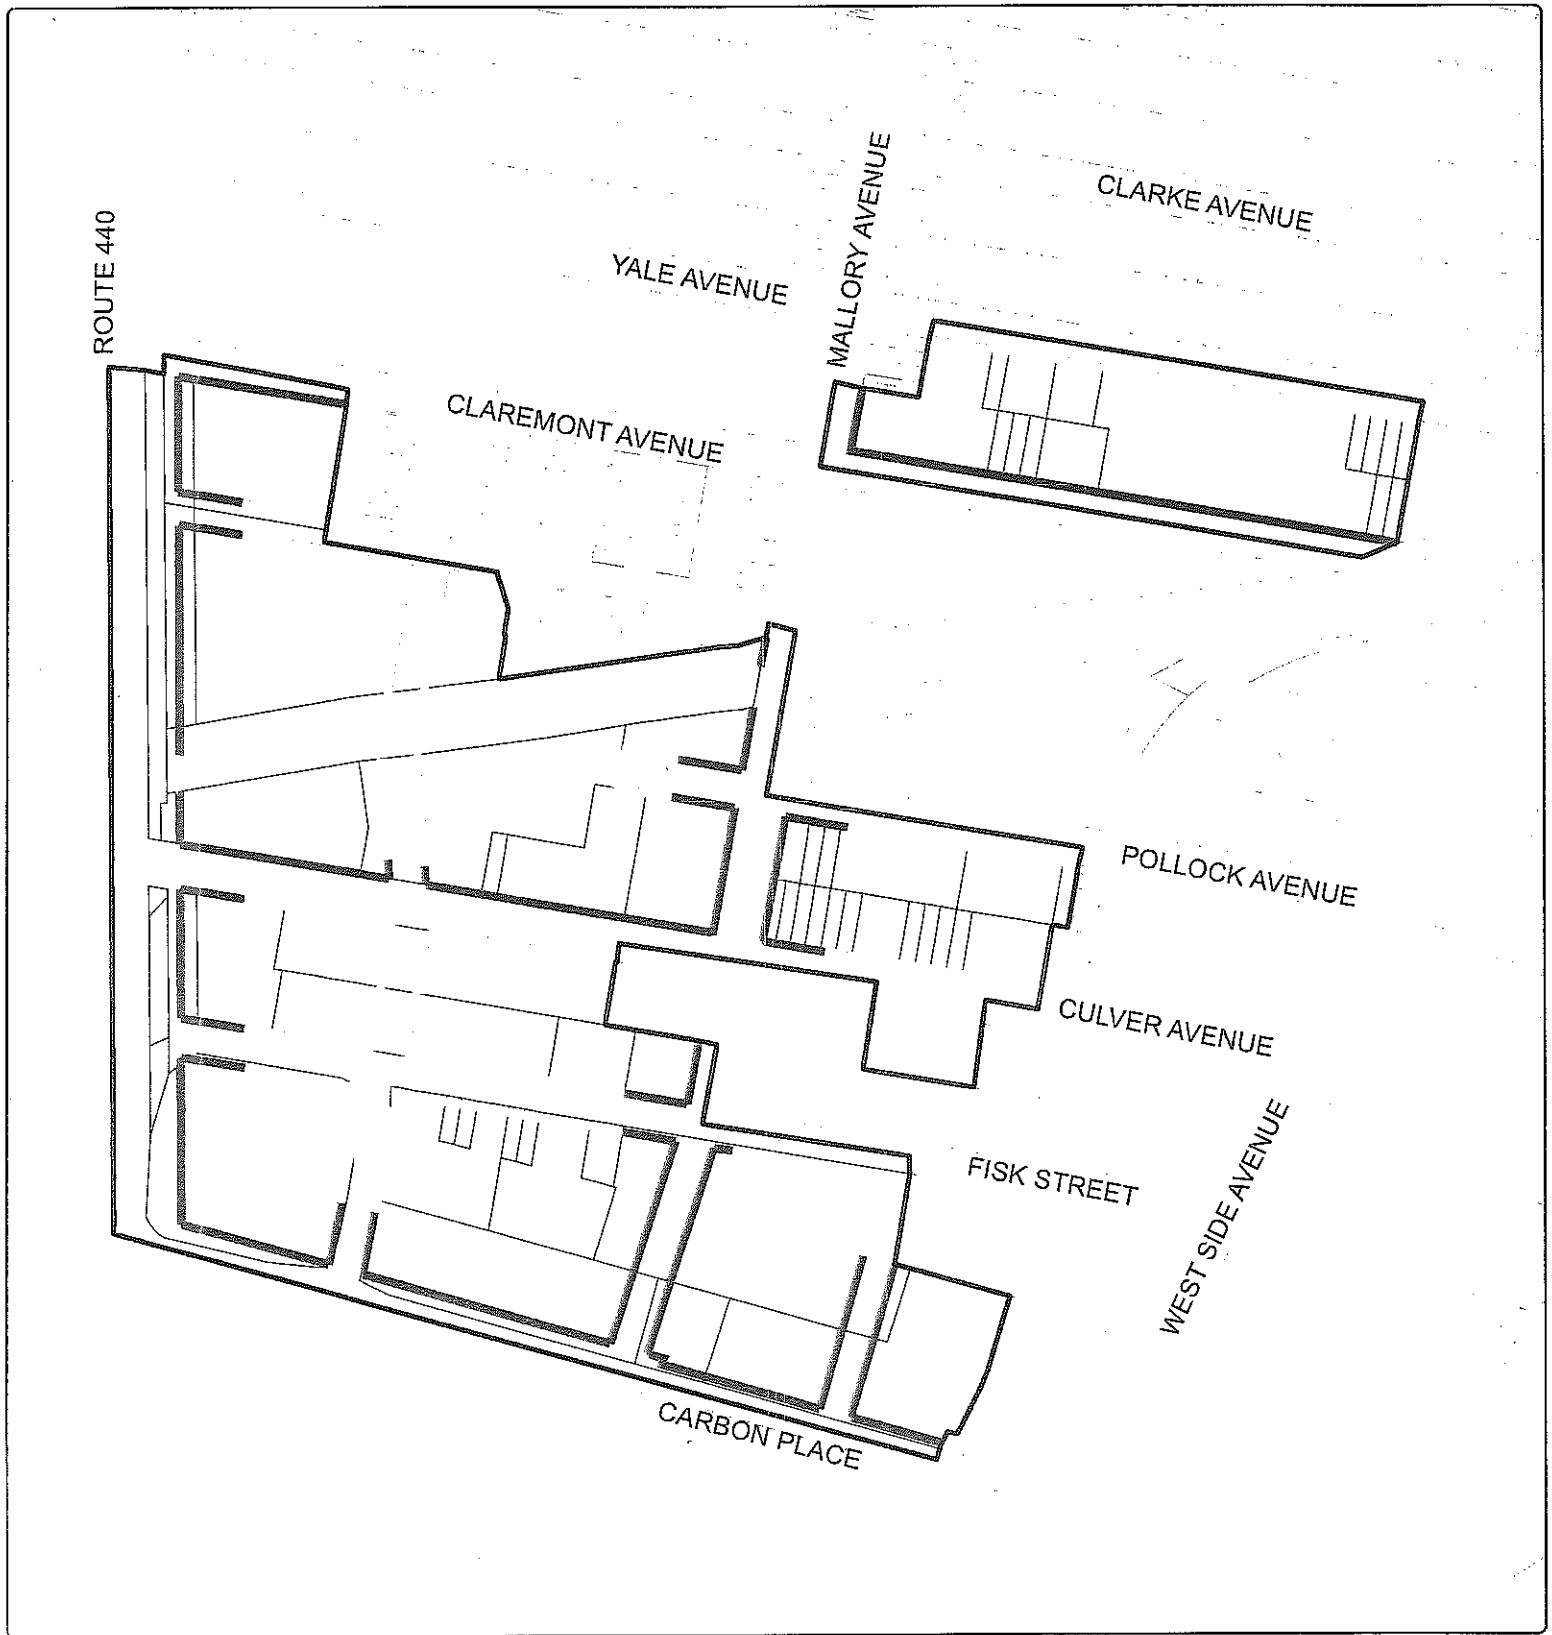 CLARKE AVENUE
MALLORY AVENUE
ROUTE 440
YALE AVENUE
CLAREMONT AVENUE
POLLOCK AVENUE
CULVER AVENUE
FISK STREET
WEST SIDE AVENUE
CARBON PLACE